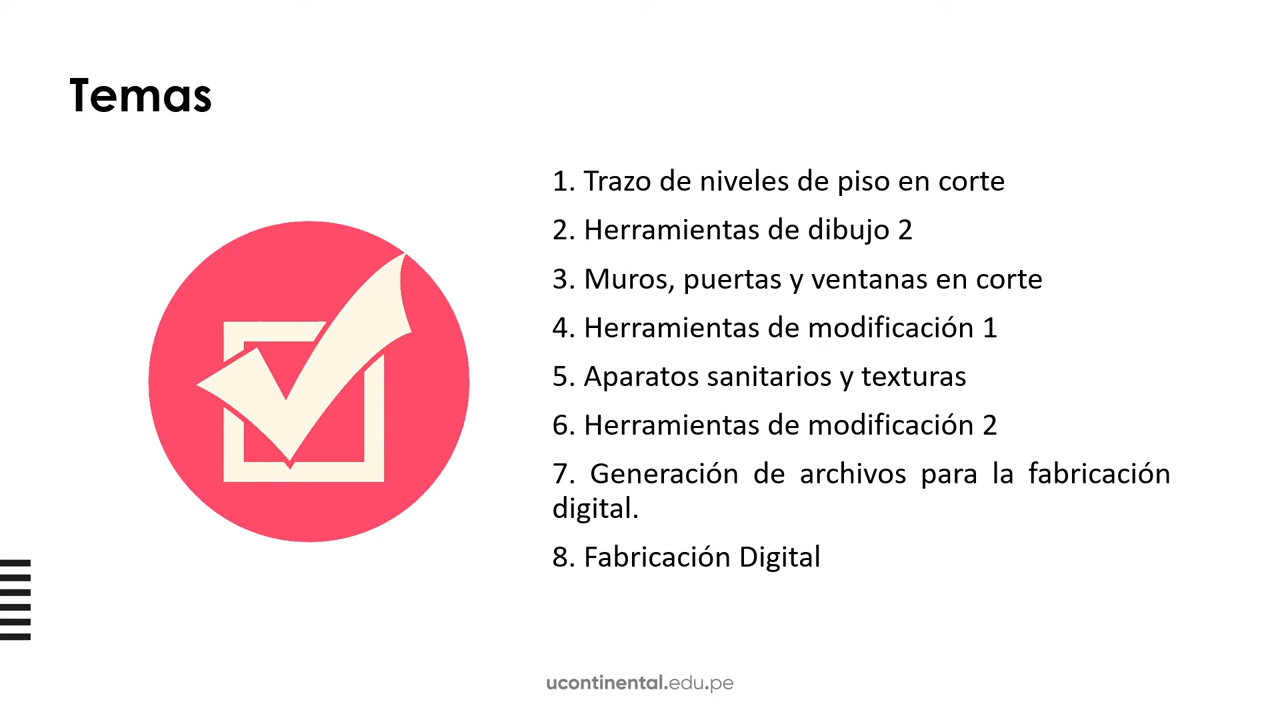 Temas
1. Trazo de niveles de piso en corte
2. Herramientas de dibujo 2
3. Muros, puertas y ventanas en corte
4. Herramientas de modificación 1
5. Aparatos sanitarios y texturas
6. Herramientas de modificación 2
7. Generación de archivos para la fabricación
digital.
8. Fabricación Digital
ucontinental.edu.pe